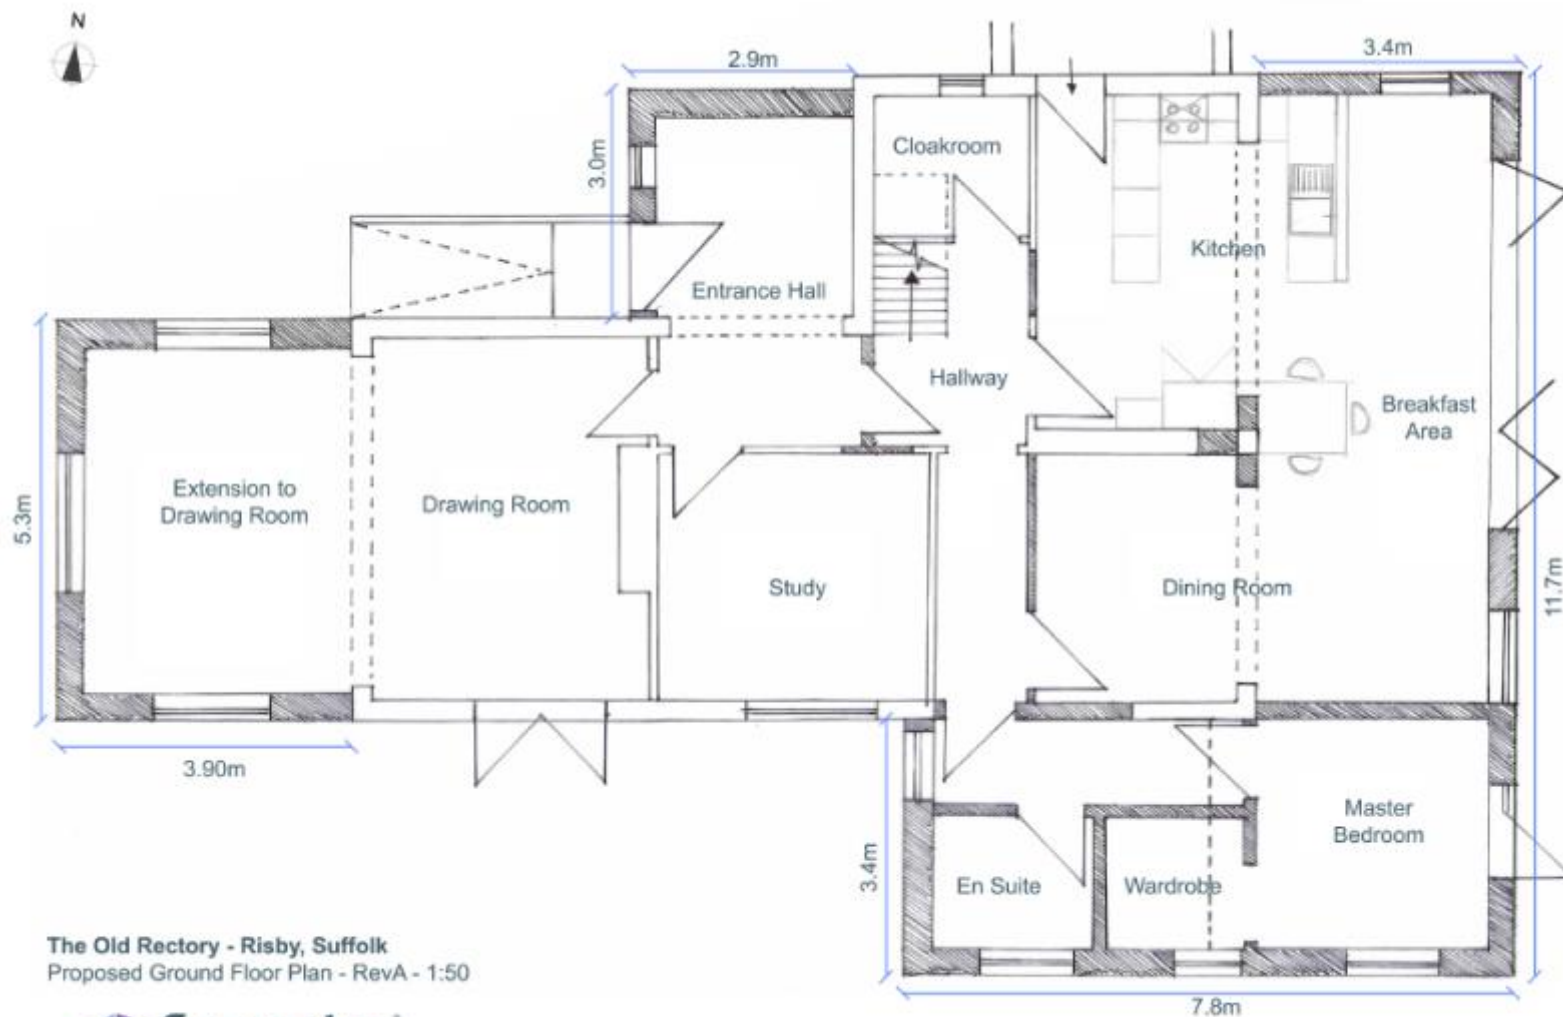 N
2.9m
3.4m
3.0m
Cloakroom
Kitchen
Entrance Hall
Hallway
Breakfast
Area
Extension to
Drawing Room
Drawing Room
5.3m
Study
Dining Room
11.7m
3.90m
Master
Bedroom
3.4m
En Suite
Wardrobe
The Old Rectory - Risby, Suffolk
Proposed Ground Floor Plan - RevA - 1:50
7.8m